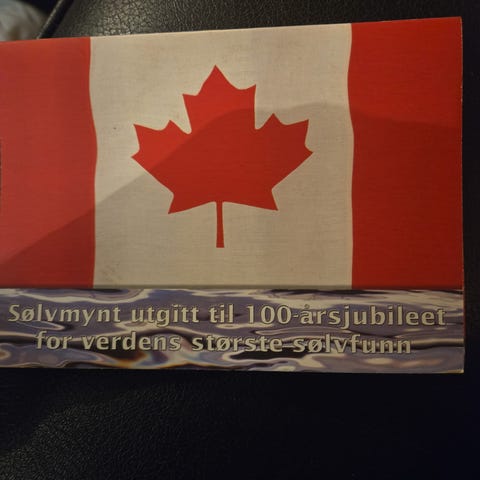 Sølvmynt utgitt til 100-årsjubileet
for verdens største sølvfunn